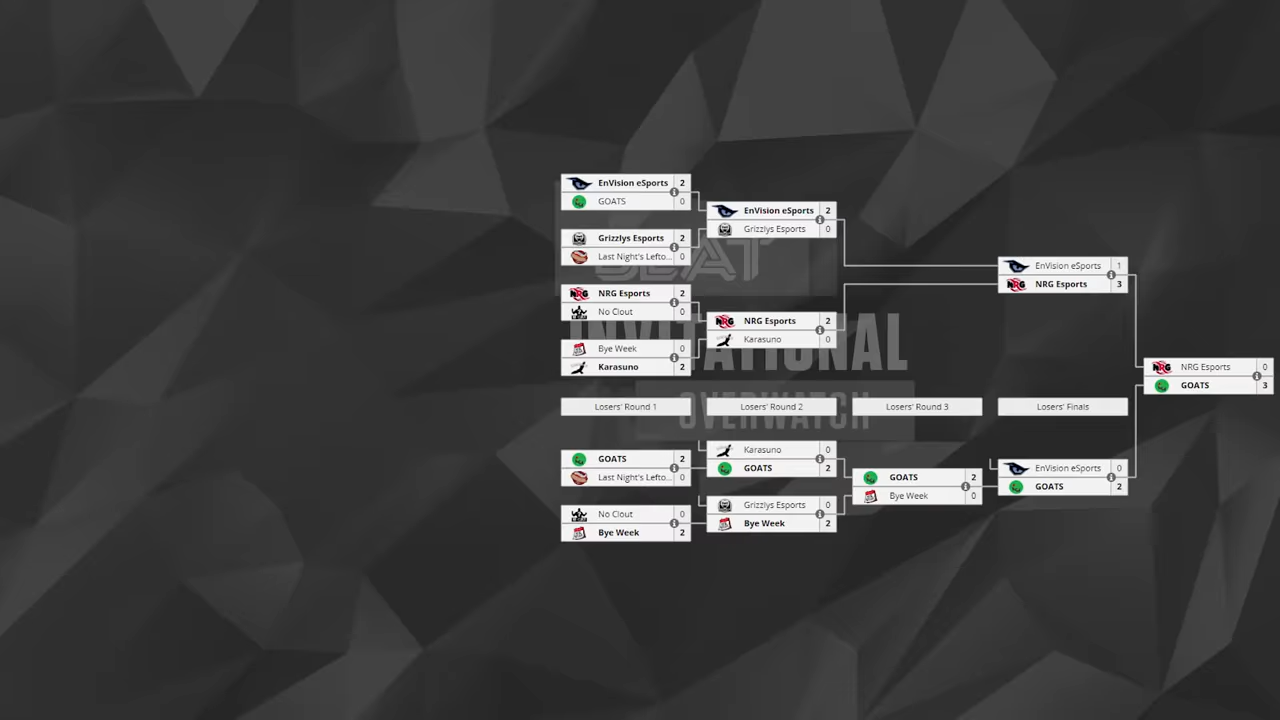 EnVision eSports 2
GOATS 0
Grizzlys Esports 2
Last Night's Lefto... 0
NRG Esports 2
No Clout 0
Bye Week 0
Karasuno 2
EnVision eSports 2
Grizzlys Esports 0
NRG Esports 2
Karasuno 0
EnVision eSports 1
NRG Esports 3
NRG Esports 0
GOATS 3
BEAT
INVITATIONAL
OVERWATCH
Losers' Round 1
Losers' Round 2
Losers' Round 3
Losers' Finals
GOATS 2
Last Night's Lefto... 0
No Clout 0
Bye Week 2
Karasuno 0
GOATS 2
Grizzlys Esports 0
Bye Week 2
GOATS 2
Bye Week 0
EnVision eSports 0
GOATS 2